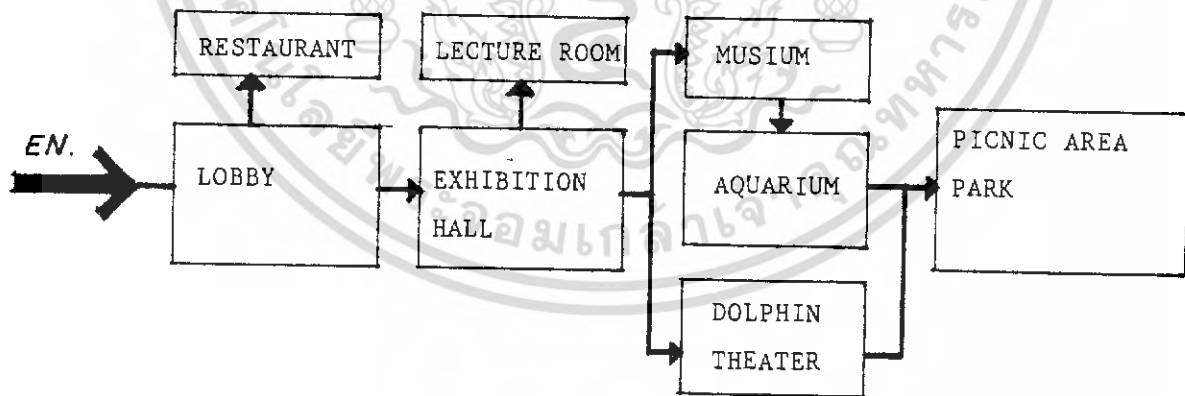 RESTAURANT
LECTURE ROOM
MUSIUM
EN.
LOBBY
EXHIBITION
HALL
AQUARIUM
PICNIC AREA
PARK
DOLPHIN
THEATER